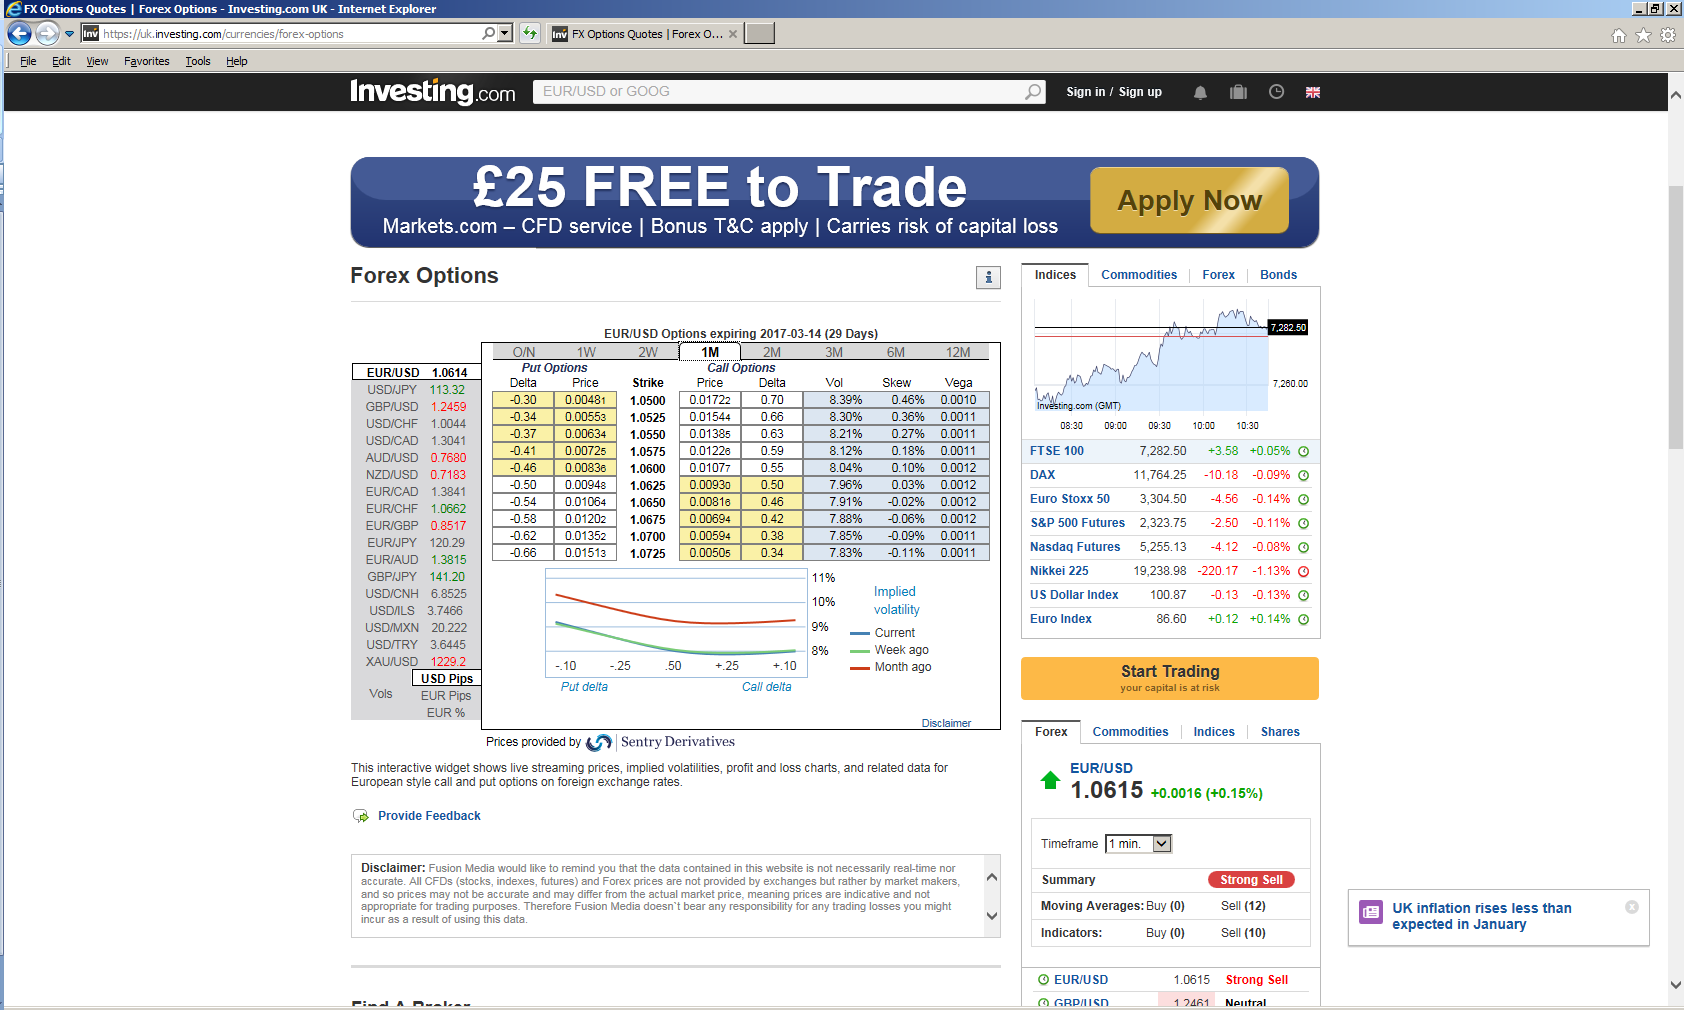 FX Options Quotes | Forex Options - Investing.com UK - Internet Explorer
https://uk.investing.com/currencies/forex-options
Inv FX Options Quotes | Forex O...
File Edit View Favorites Tools Help
Investing.com
EUR/USD or GOOG
Sign in / Sign up
£25 FREE to Trade
Markets.com – CFD service | Bonus T&C apply | Carries risk of capital loss
Apply Now
Forex Options
i
EUR/USD Options expiring 2017-03-14 (29 Days)
O/N 1W 2W 1M 2M 3M 6M 12M
Put Options Call Options
Delta Price Strike Price Delta Vol Skew Vega
-0.30 0.00481 1.0500 0.01722 0.70 8.39% 0.46% 0.0010
-0.34 0.00553 1.0525 0.01544 0.66 8.30% 0.36% 0.0011
-0.37 0.00634 1.0550 0.01385 0.63 8.21% 0.27% 0.0011
-0.41 0.00725 1.0575 0.01226 0.59 8.12% 0.18% 0.0011
-0.46 0.00836 1.0600 0.01077 0.55 8.04% 0.10% 0.0012
-0.50 0.00948 1.0625 0.00930 0.50 7.96% 0.03% 0.0012
-0.54 0.01064 1.0650 0.00816 0.46 7.91% -0.02% 0.0012
-0.58 0.01202 1.0675 0.00694 0.42 7.88% -0.06% 0.0012
-0.62 0.01352 1.0700 0.00594 0.38 7.85% -0.09% 0.0011
-0.66 0.01513 1.0725 0.00505 0.34 7.83% -0.11% 0.0011
EUR/USD 1.0614
USD/JPY 113.32
GBP/USD 1.2459
USD/CHF 1.0044
USD/CAD 1.3041
AUD/USD 0.7680
NZD/USD 0.7183
EUR/CAD 1.3841
EUR/CHF 1.0662
EUR/GBP 0.8517
EUR/JPY 120.29
EUR/AUD 1.3815
GBP/JPY 141.20
USD/CNH 6.8525
USD/ILS 3.7466
USD/MXN 20.222
USD/TRY 3.6445
XAU/USD 1229.2
Vols
USD Pips
EUR Pips
EUR %
11%
10%
9%
8%
-.10 -.25 .50 +.25 +.10
Put delta Call delta
Implied
volatility
Current
Week ago
Month ago
Disclaimer
Prices provided by Sentry Derivatives
This interactive widget shows live streaming prices, implied volatilities, profit and loss charts, and related data for
European style call and put options on foreign exchange rates.
Provide Feedback
Disclaimer: Fusion Media would like to remind you that the data contained in this website is not necessarily real-time nor
accurate. All CFDs (stocks, indexes, futures) and Forex prices are not provided by exchanges but rather by market makers,
and so prices may not be accurate and may differ from the actual market price, meaning prices are indicative and not
appropriate for trading purposes. Therefore Fusion Media doesn`t bear any responsibility for any trading losses you might
incur as a result of using this data.
Find A Broker
Indices Commodities Forex Bonds
7,282.50
7,260.00
Investing.com (GMT)
08:30 09:00 09:30 10:00 10:30
FTSE 100 7,282.50 +3.58 +0.05%
DAX 11,764.25 -10.18 -0.09%
Euro Stoxx 50 3,304.50 -4.56 -0.14%
S&P 500 Futures 2,323.75 -2.50 -0.11%
Nasdaq Futures 5,255.13 -4.12 -0.08%
Nikkei 225 19,238.98 -220.17 -1.13%
US Dollar Index 100.87 -0.13 -0.13%
Euro Index 86.60 +0.12 +0.14%
Start Trading
your capital is at risk
Forex Commodities Indices Shares
EUR/USD
1.0615 +0.0016 (+0.15%)
Timeframe 1 min.
Summary Strong Sell
Moving Averages: Buy (0) Sell (12)
Indicators: Buy (0) Sell (10)
EUR/USD 1.0615 Strong Sell
GBP/USD 1.2461 Neutral
UK inflation rises less than
expected in January